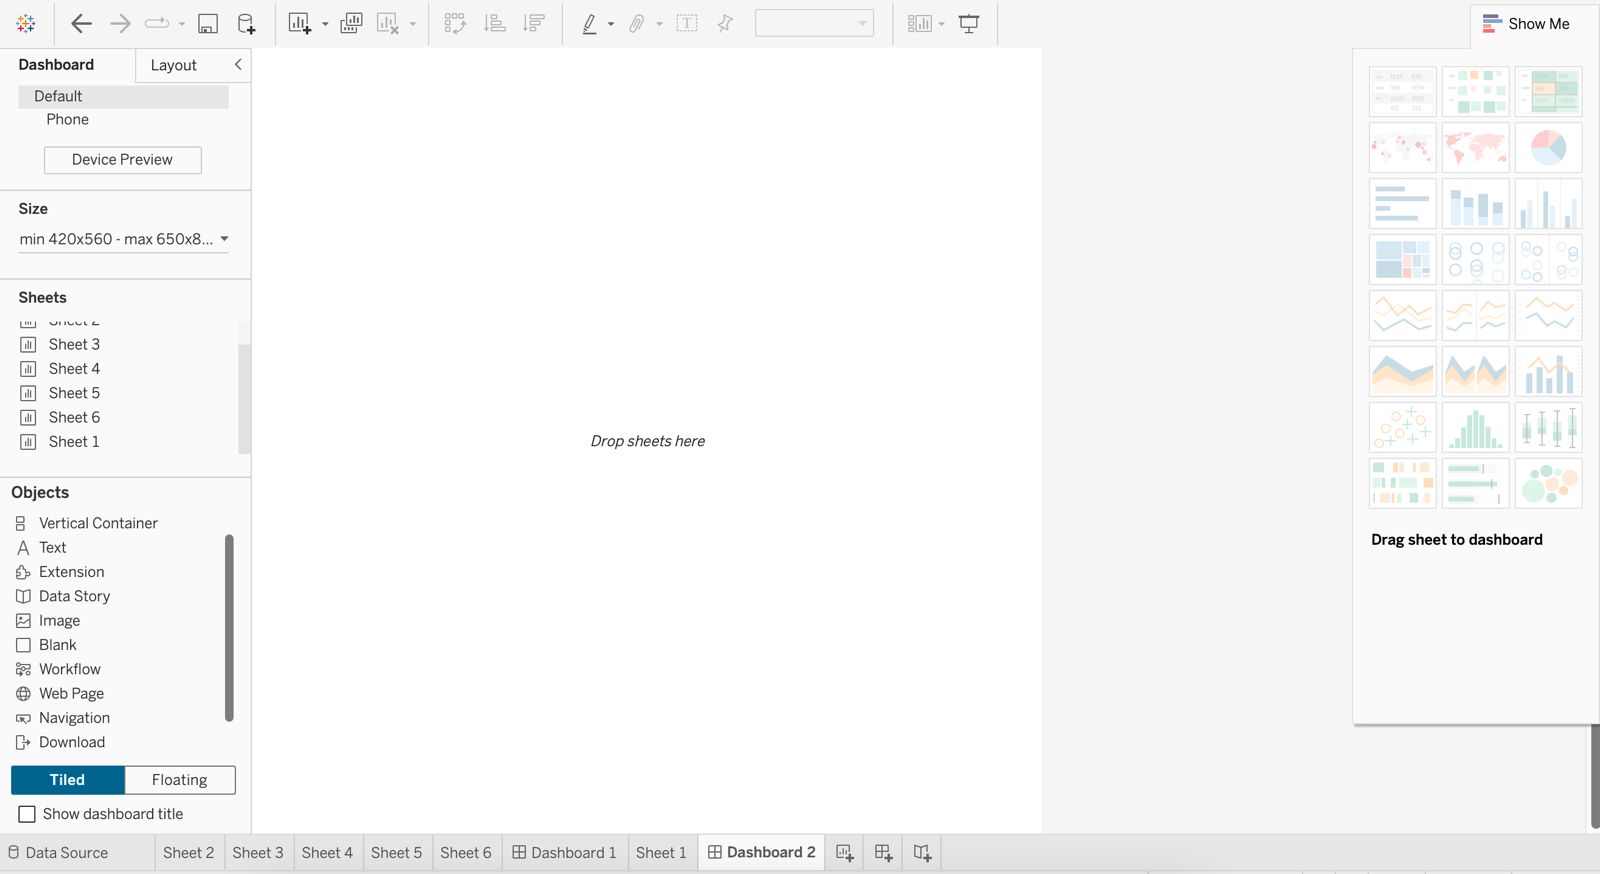 Show Me
Dashboard
Layout
Default
Phone
Device Preview
Size
min 420x560 - max 650x8...
Sheets
Sheet 2
Sheet 3
Sheet 4
Sheet 5
Sheet 6
Sheet 1
Objects
Vertical Container
Text
Extension
Data Story
Image
Blank
Workflow
Web Page
Navigation
Download
Tiled
Floating
Show dashboard title
Drop sheets here
Drag sheet to dashboard
Data Source
Sheet 2
Sheet 3
Sheet 4
Sheet 5
Sheet 6
Dashboard 1
Sheet 1
Dashboard 2